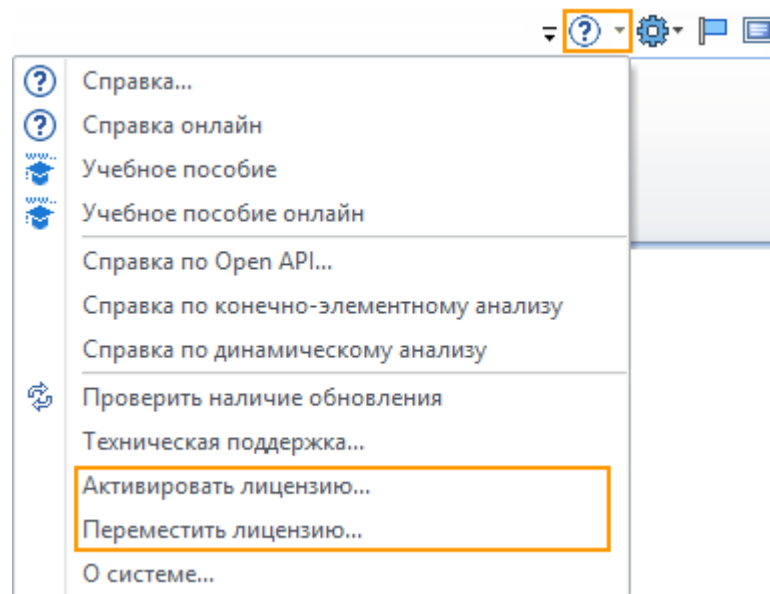 Справка...
Справка онлайн
Учебное пособие
Учебное пособие онлайн
Справка по Open API...
Справка по конечно-элементному анализу
Справка по динамическому анализу
Проверить наличие обновления
Техническая поддержка...
Активировать лицензию...
Переместить лицензию...
О системе...